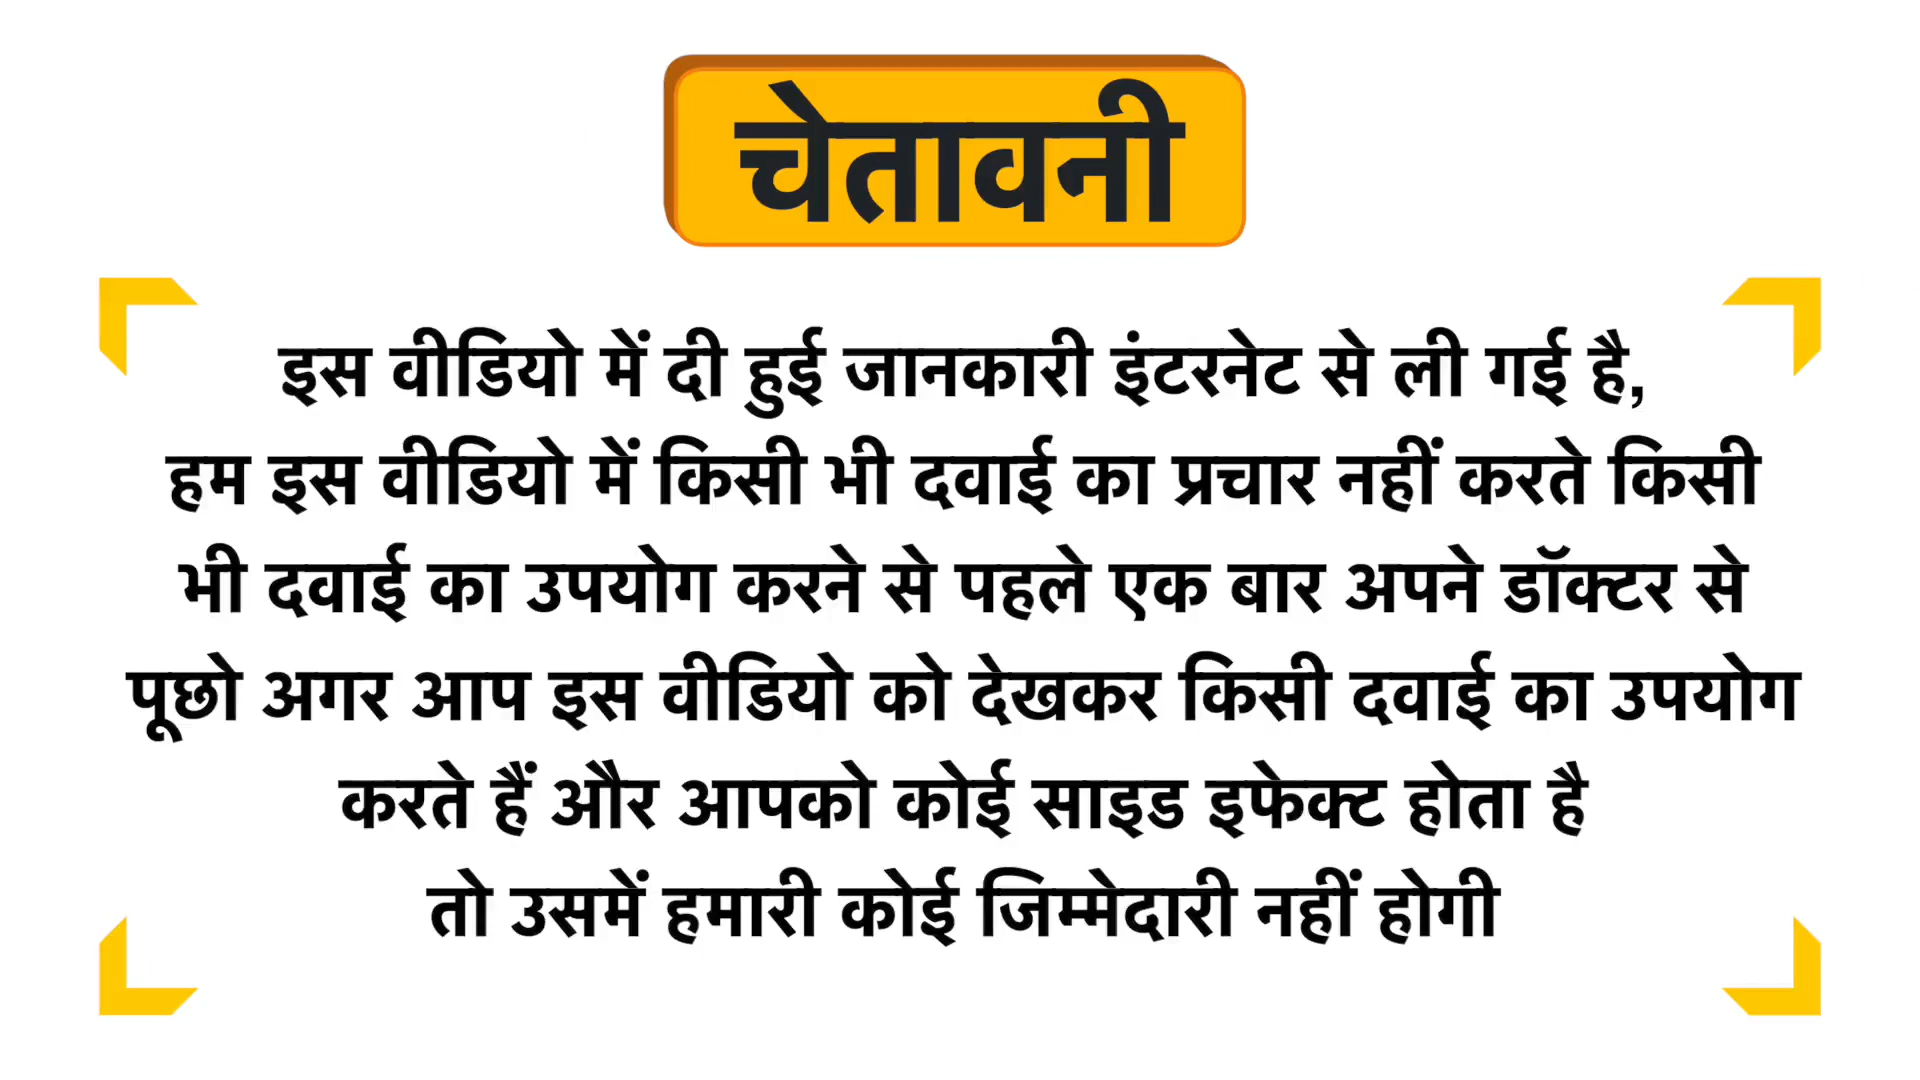 चेतावनी
इस वीडियो में दी हुई जानकारी इंटरनेट से ली गई है,
हम इस वीडियो में किसी भी दवाई का प्रचार नहीं करते किसी
भी दवाई का उपयोग करने से पहले एक बार अपने डॉक्टर से
पूछो अगर आप इस वीडियो को देखकर किसी दवाई का उपयोग
करते हैं और आपको कोई साइड इफेक्ट होता है
तो उसमें हमारी कोई जिम्मेदारी नहीं होगी